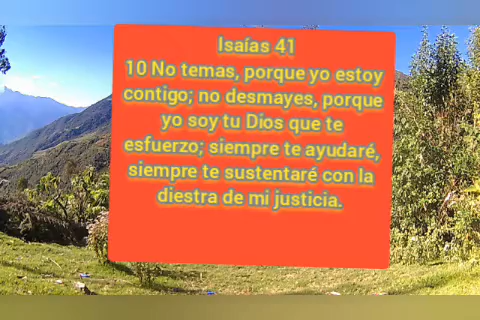 Isaías 41
10 No temas, porque yo estoy
contigo; no desmayes, porque
yo soy tu Dios que te
esfuerzo; siempre te ayudaré,
siempre te sustentaré con la
diestra de mi justicia.